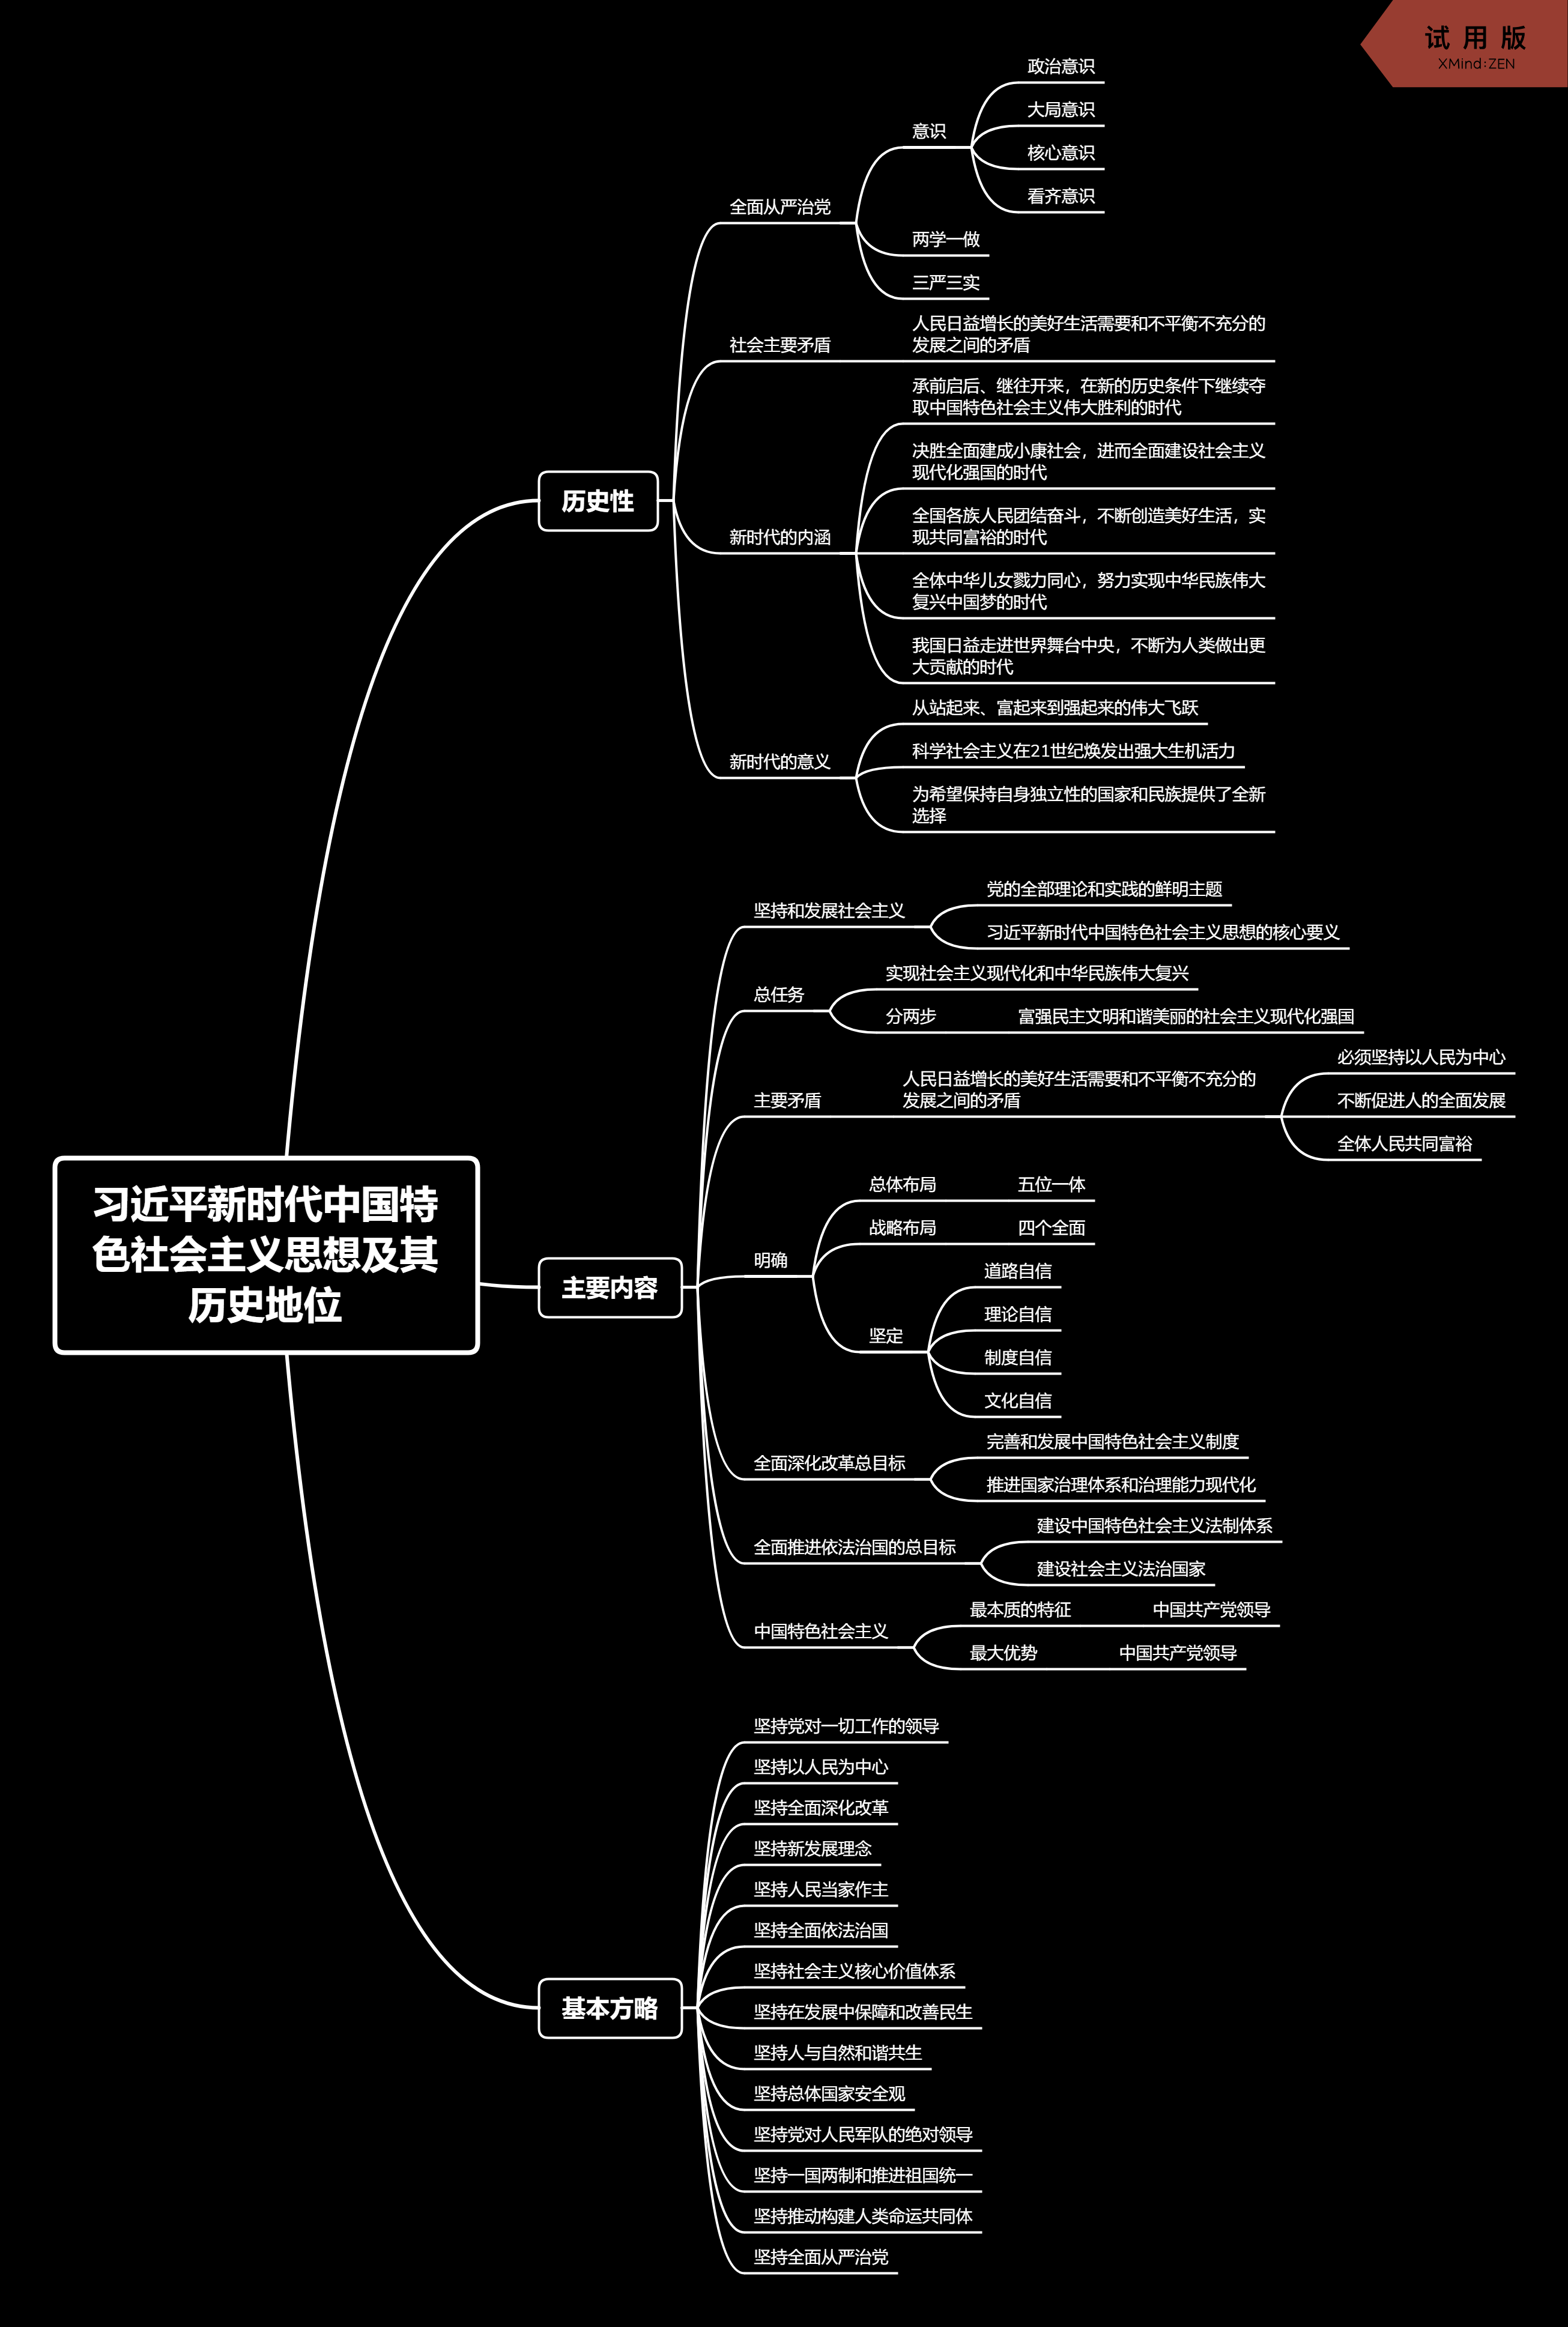 试用版
XMind:ZEN
习近平新时代中国特
色社会主义思想及其
历史地位
历史性
全面从严治党
意识
政治意识
大局意识
核心意识
看齐意识
两学一做
三严三实
社会主要矛盾
人民日益增长的美好生活需要和不平衡不充分的
发展之间的矛盾
新时代的内涵
承前启后、继往开来，在新的历史条件下继续夺
取中国特色社会主义伟大胜利的时代
决胜全面建成小康社会，进而全面建设社会主义
现代化强国的时代
全国各族人民团结奋斗，不断创造美好生活，实
现共同富裕的时代
全体中华儿女戮力同心，努力实现中华民族伟大
复兴中国梦的时代
我国日益走进世界舞台中央，不断为人类做出更
大贡献的时代
新时代的意义
从站起来、富起来到强起来的伟大飞跃
科学社会主义在21世纪焕发出强大生机活力
为希望保持自身独立性的国家和民族提供了全新
选择
主要内容
坚持和发展社会主义
党的全部理论和实践的鲜明主题
习近平新时代中国特色社会主义思想的核心要义
总任务
实现社会主义现代化和中华民族伟大复兴
分两步
富强民主文明和谐美丽的社会主义现代化强国
主要矛盾
人民日益增长的美好生活需要和不平衡不充分的
发展之间的矛盾
必须坚持以人民为中心
不断促进人的全面发展
全体人民共同富裕
明确
总体布局
五位一体
战略布局
四个全面
坚定
道路自信
理论自信
制度自信
文化自信
全面深化改革总目标
完善和发展中国特色社会主义制度
推进国家治理体系和治理能力现代化
全面推进依法治国的总目标
建设中国特色社会主义法制体系
建设社会主义法治国家
中国特色社会主义
最本质的特征
中国共产党领导
最大优势
中国共产党领导
基本方略
坚持党对一切工作的领导
坚持以人民为中心
坚持全面深化改革
坚持新发展理念
坚持人民当家作主
坚持全面依法治国
坚持社会主义核心价值体系
坚持在发展中保障和改善民生
坚持人与自然和谐共生
坚持总体国家安全观
坚持党对人民军队的绝对领导
坚持一国两制和推进祖国统一
坚持推动构建人类命运共同体
坚持全面从严治党